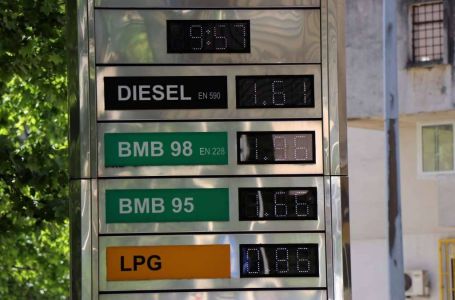 9:57
DIESEL EN 590 1.61
BMB 98 EN 228 1.86
BMB 95 1.66
LPG 0.86